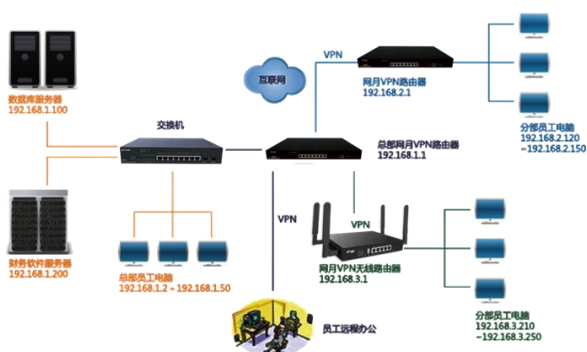 VPN
互联网
网月VPN路由器
192.168.2.1
数据库服务器
192.168.1.100
交换机
分部员工电脑
192.168.2.120
~192.168.2.150
总部网月VPN路由器
192.168.1.1
VPN
VPN
财务软件服务器
192.168.1.200
总部员工电脑
192.168.1.2 - 192.168.1.50
网月VPN无线路由器
192.168.3.1
分部员工电脑
192.168.3.210
~192.168.3.250
员工远程办公